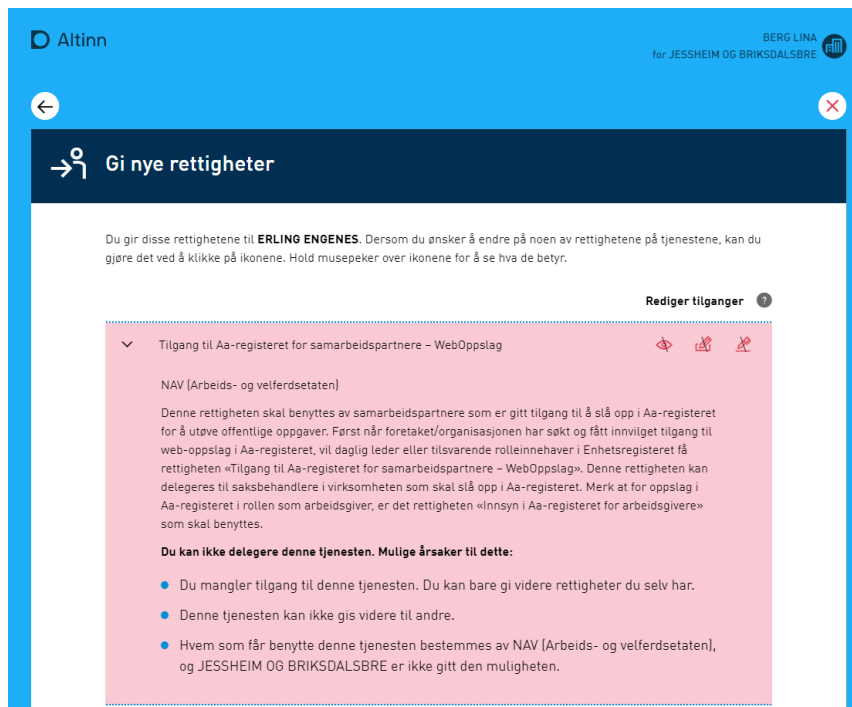 Altinn
BERG LINA
for JESSHEIM OG BRIKSDALSBRE
Gi nye rettigheter
Du gir disse rettighetene til ERLING ENGENES. Dersom du ønsker å endre på noen av rettighetene på tjenestene, kan du
gjøre det ved å klikke på ikonene. Hold musepeker over ikonene for å se hva de betyr.
Rediger tilganger ?
Tilgang til Aa-registeret for samarbeidspartnere – WebOppslag
NAV (Arbeids- og velferdsetaten)
Denne rettigheten skal benyttes av samarbeidspartnere som er gitt tilgang til å slå opp i Aa-registeret
for å utøve offentlige oppgaver. Først når foretaket/organisasjonen har søkt og fått innvilget tilgang til
web-oppslag i Aa-registeret, vil daglig leder eller tilsvarende rolleinnehaver i Enhetsregisteret få
rettigheten «Tilgang til Aa-registeret for samarbeidspartnere – WebOppslag». Denne rettigheten kan
delegeres til saksbehandlere i virksomheten som skal slå opp i Aa-registeret. Merk at for oppslag i
Aa-registeret i rollen som arbeidsgiver, er det rettigheten «Innsyn i Aa-registeret for arbeidsgivere»
som skal benyttes.
Du kan ikke delegere denne tjenesten. Mulige årsaker til dette:
Du mangler tilgang til denne tjenesten. Du kan bare gi videre rettigheter du selv har.
Denne tjenesten kan ikke gis videre til andre.
Hvem som får benytte denne tjenesten bestemmes av NAV (Arbeids- og velferdsetaten),
og JESSHEIM OG BRIKSDALSBRE er ikke gitt den muligheten.